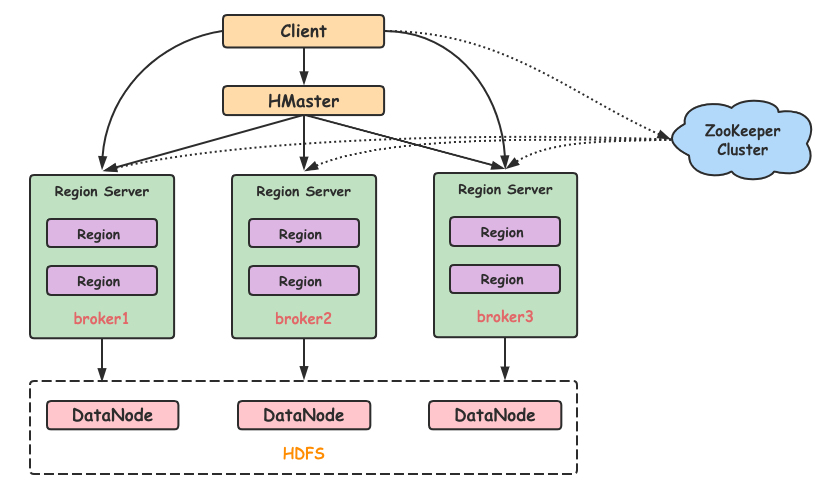 Client
HMaster
ZooKeeper
Cluster
Region Server
Region Server
Region Server
Region
Region
Region
Region
Region
Region
broker1
broker2
broker3
DataNode
DataNode
DataNode
HDFS